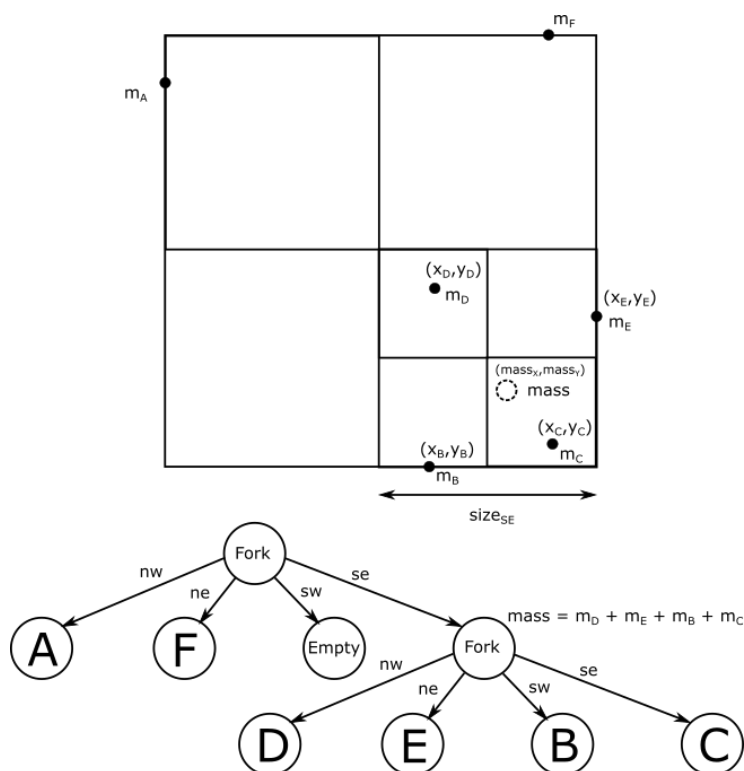 m_F
m_A
(x_D,y_D)
m_D
(x_E,y_E)
m_E
(mass_X,mass_Y)
mass
(x_C,y_C)
m_C
(x_B,y_B)
m_B
size_SE
Fork
nw
ne
sw
se
A
F
Empty
Fork
mass = m_D + m_E + m_B + m_C
nw
ne
sw
se
D
E
B
C